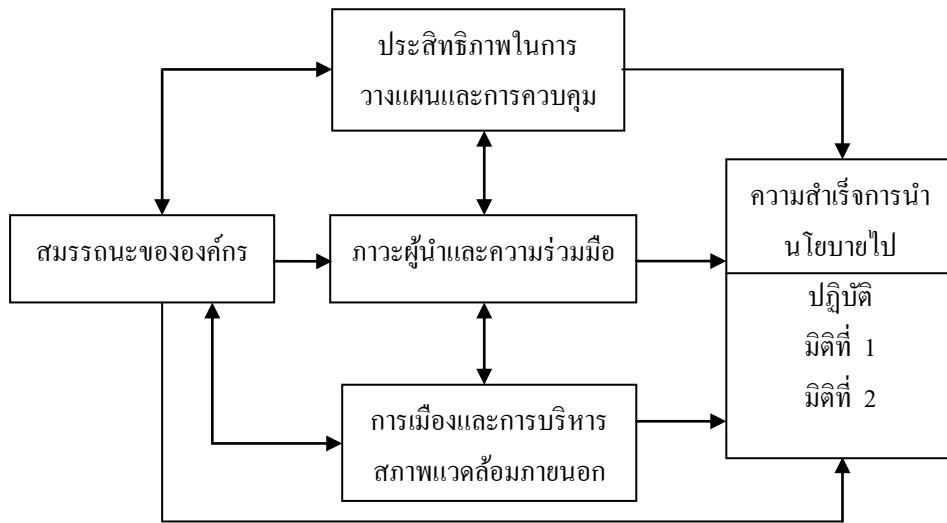 ประสิทธิภาพในการ
วางแผนและการควบคุม
ความสำเร็จการนำ
นโยบายไป
สมรรถนะขององค์กร
ภาวะผู้นำและความร่วมมือ
ปฏิบัติ
มิติที่ 1
มิติที่ 2
การเมืองและการบริหาร
สภาพแวดล้อมภายนอก